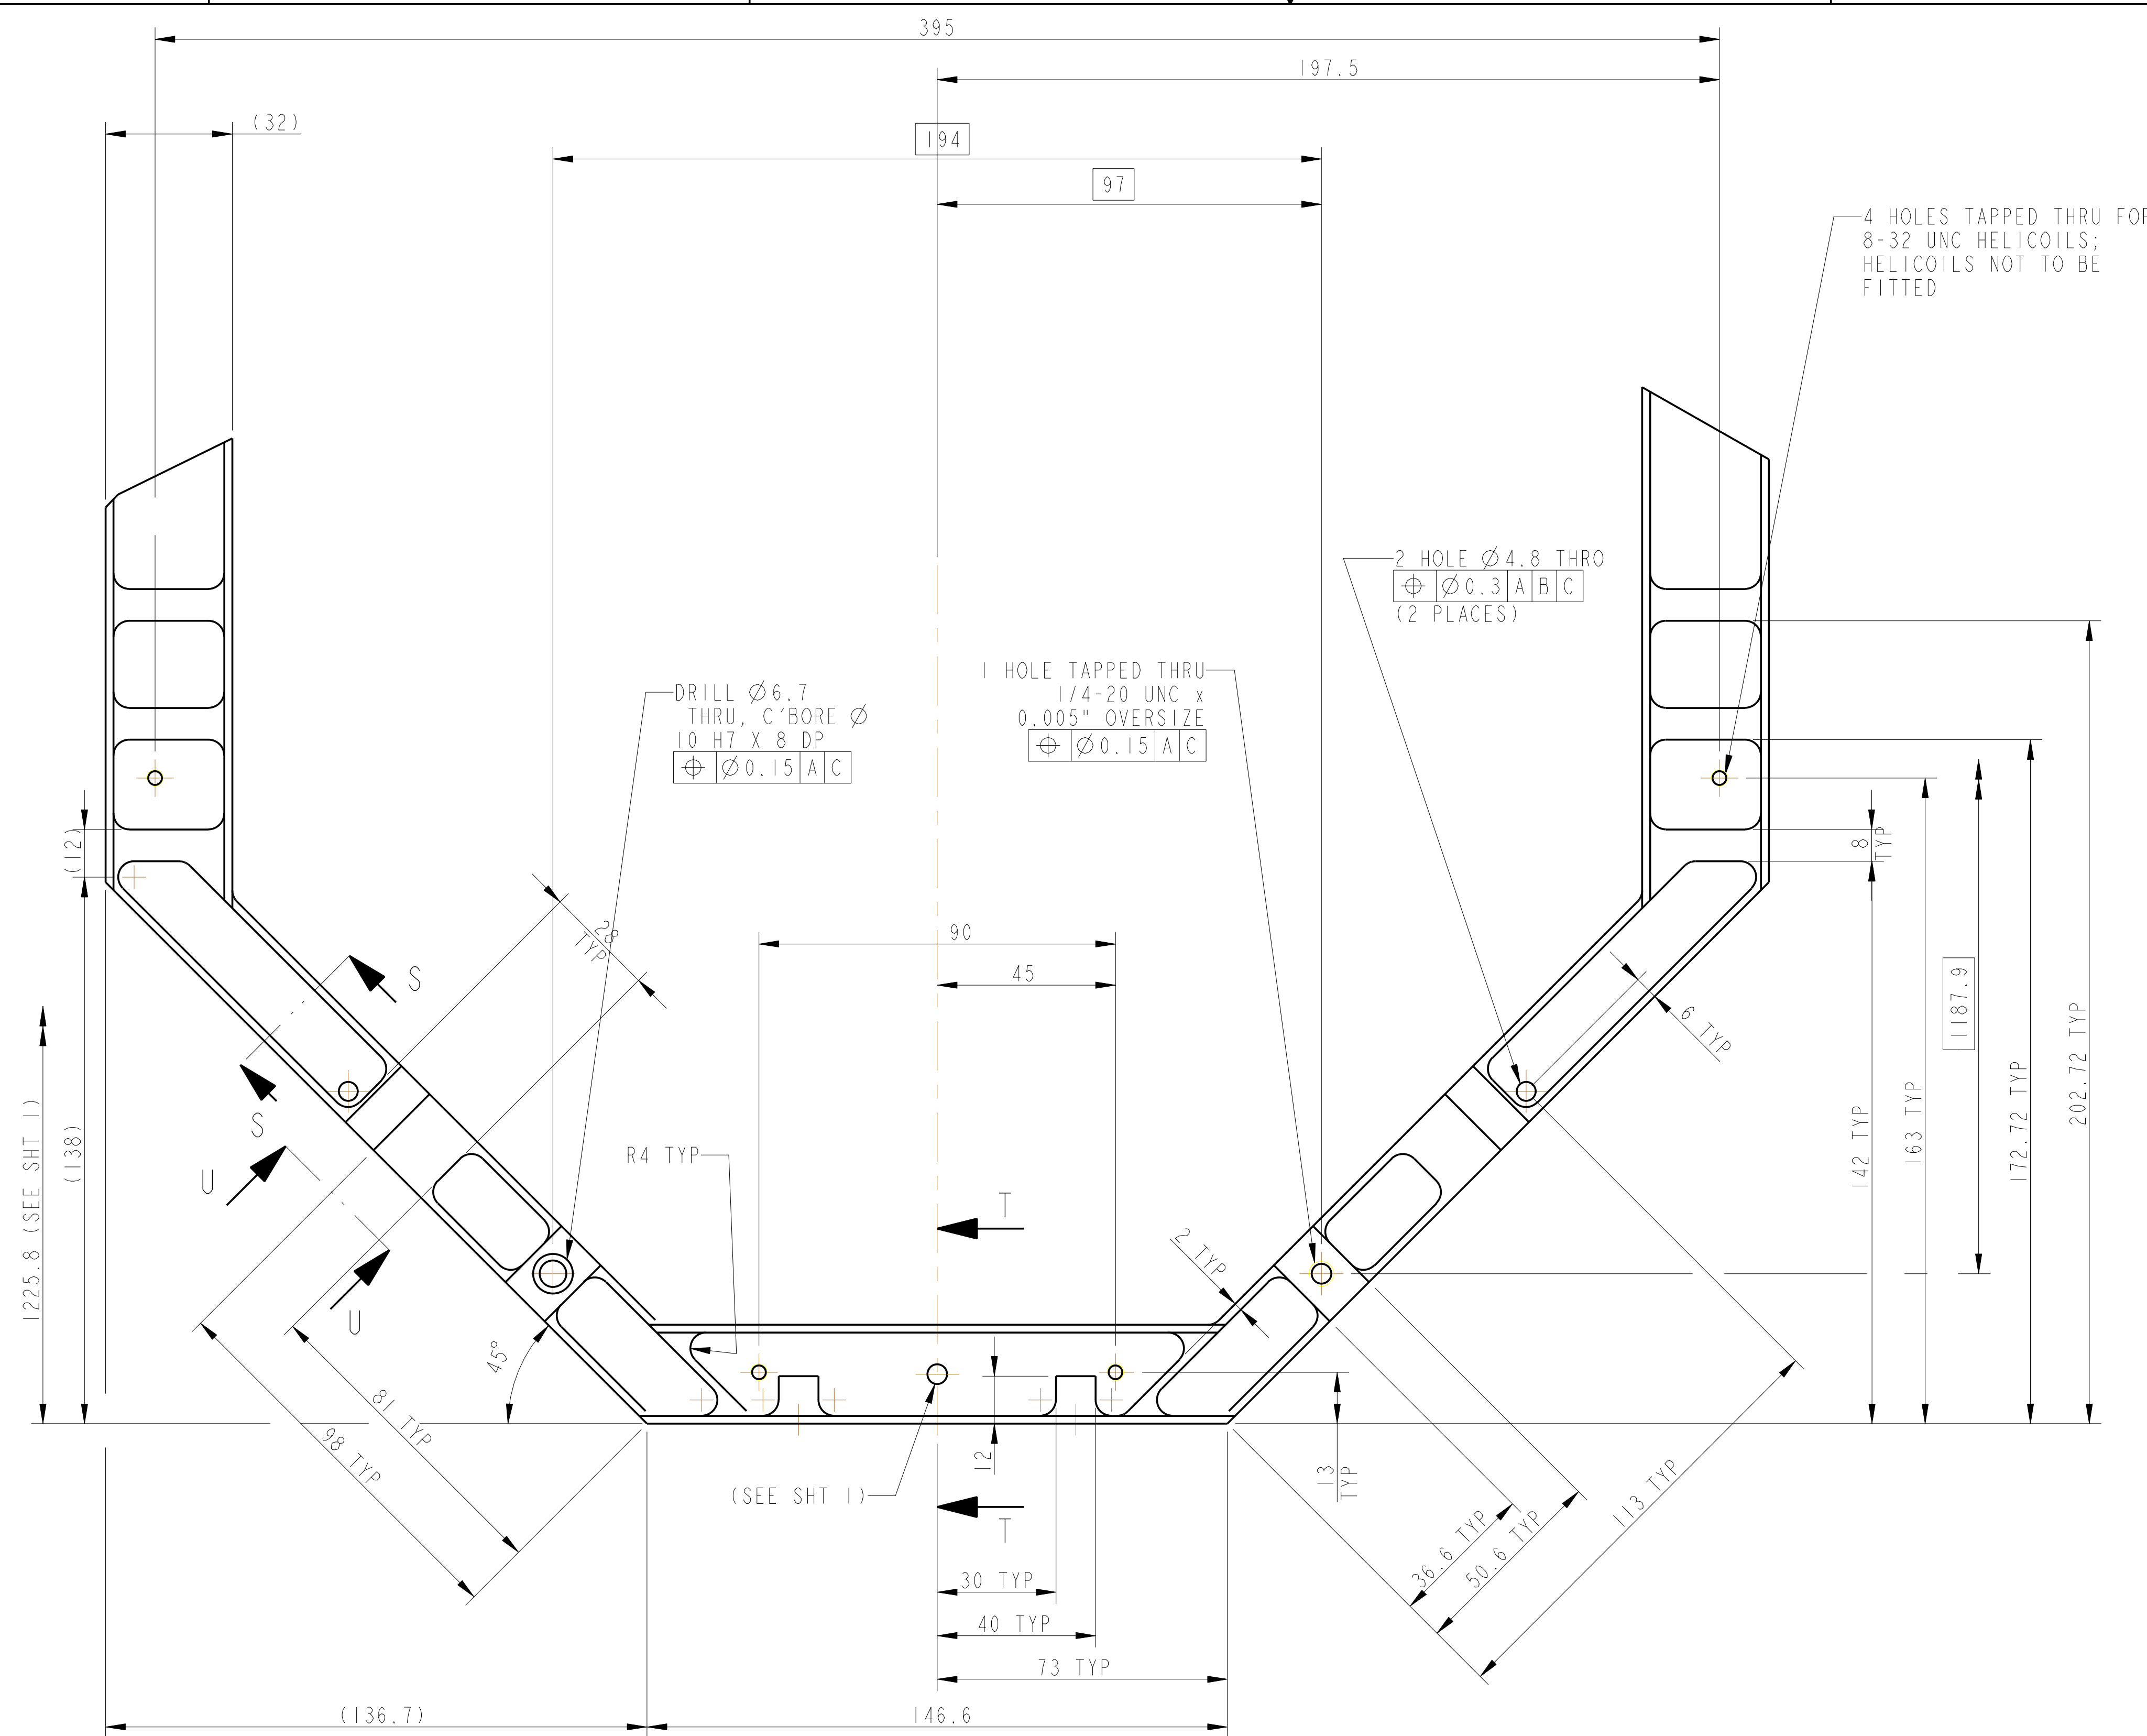 395
197.5
(32)
194
97
4 HOLES TAPPED THRU FOR
8-32 UNC HELICOILS;
HELICOILS NOT TO BE
FITTED
2 HOLE Ø4.8 THRO
⌖ Ø0.3 A B C
(2 PLACES)
1 HOLE TAPPED THRU
1/4-20 UNC x
0.005" OVERSIZE
⌖ Ø0.15 A C
DRILL Ø6.7
THRU, C'BORE Ø
10 H7 X 8 DP
⌖ Ø0.15 A C
(12)
8
TYP
28
TYP
90
45
S
S
6 TYP
1187.9
202.72 TYP
172.72 TYP
163 TYP
142 TYP
1225.8 (SEE SHT 1)
(138)
U
U
R4 TYP
T
2 TYP
45°
81 TYP
98 TYP
(SEE SHT 1)
12
13
TYP
T
113 TYP
36.6 TYP
50.6 TYP
30 TYP
40 TYP
73 TYP
(136.7)
146.6